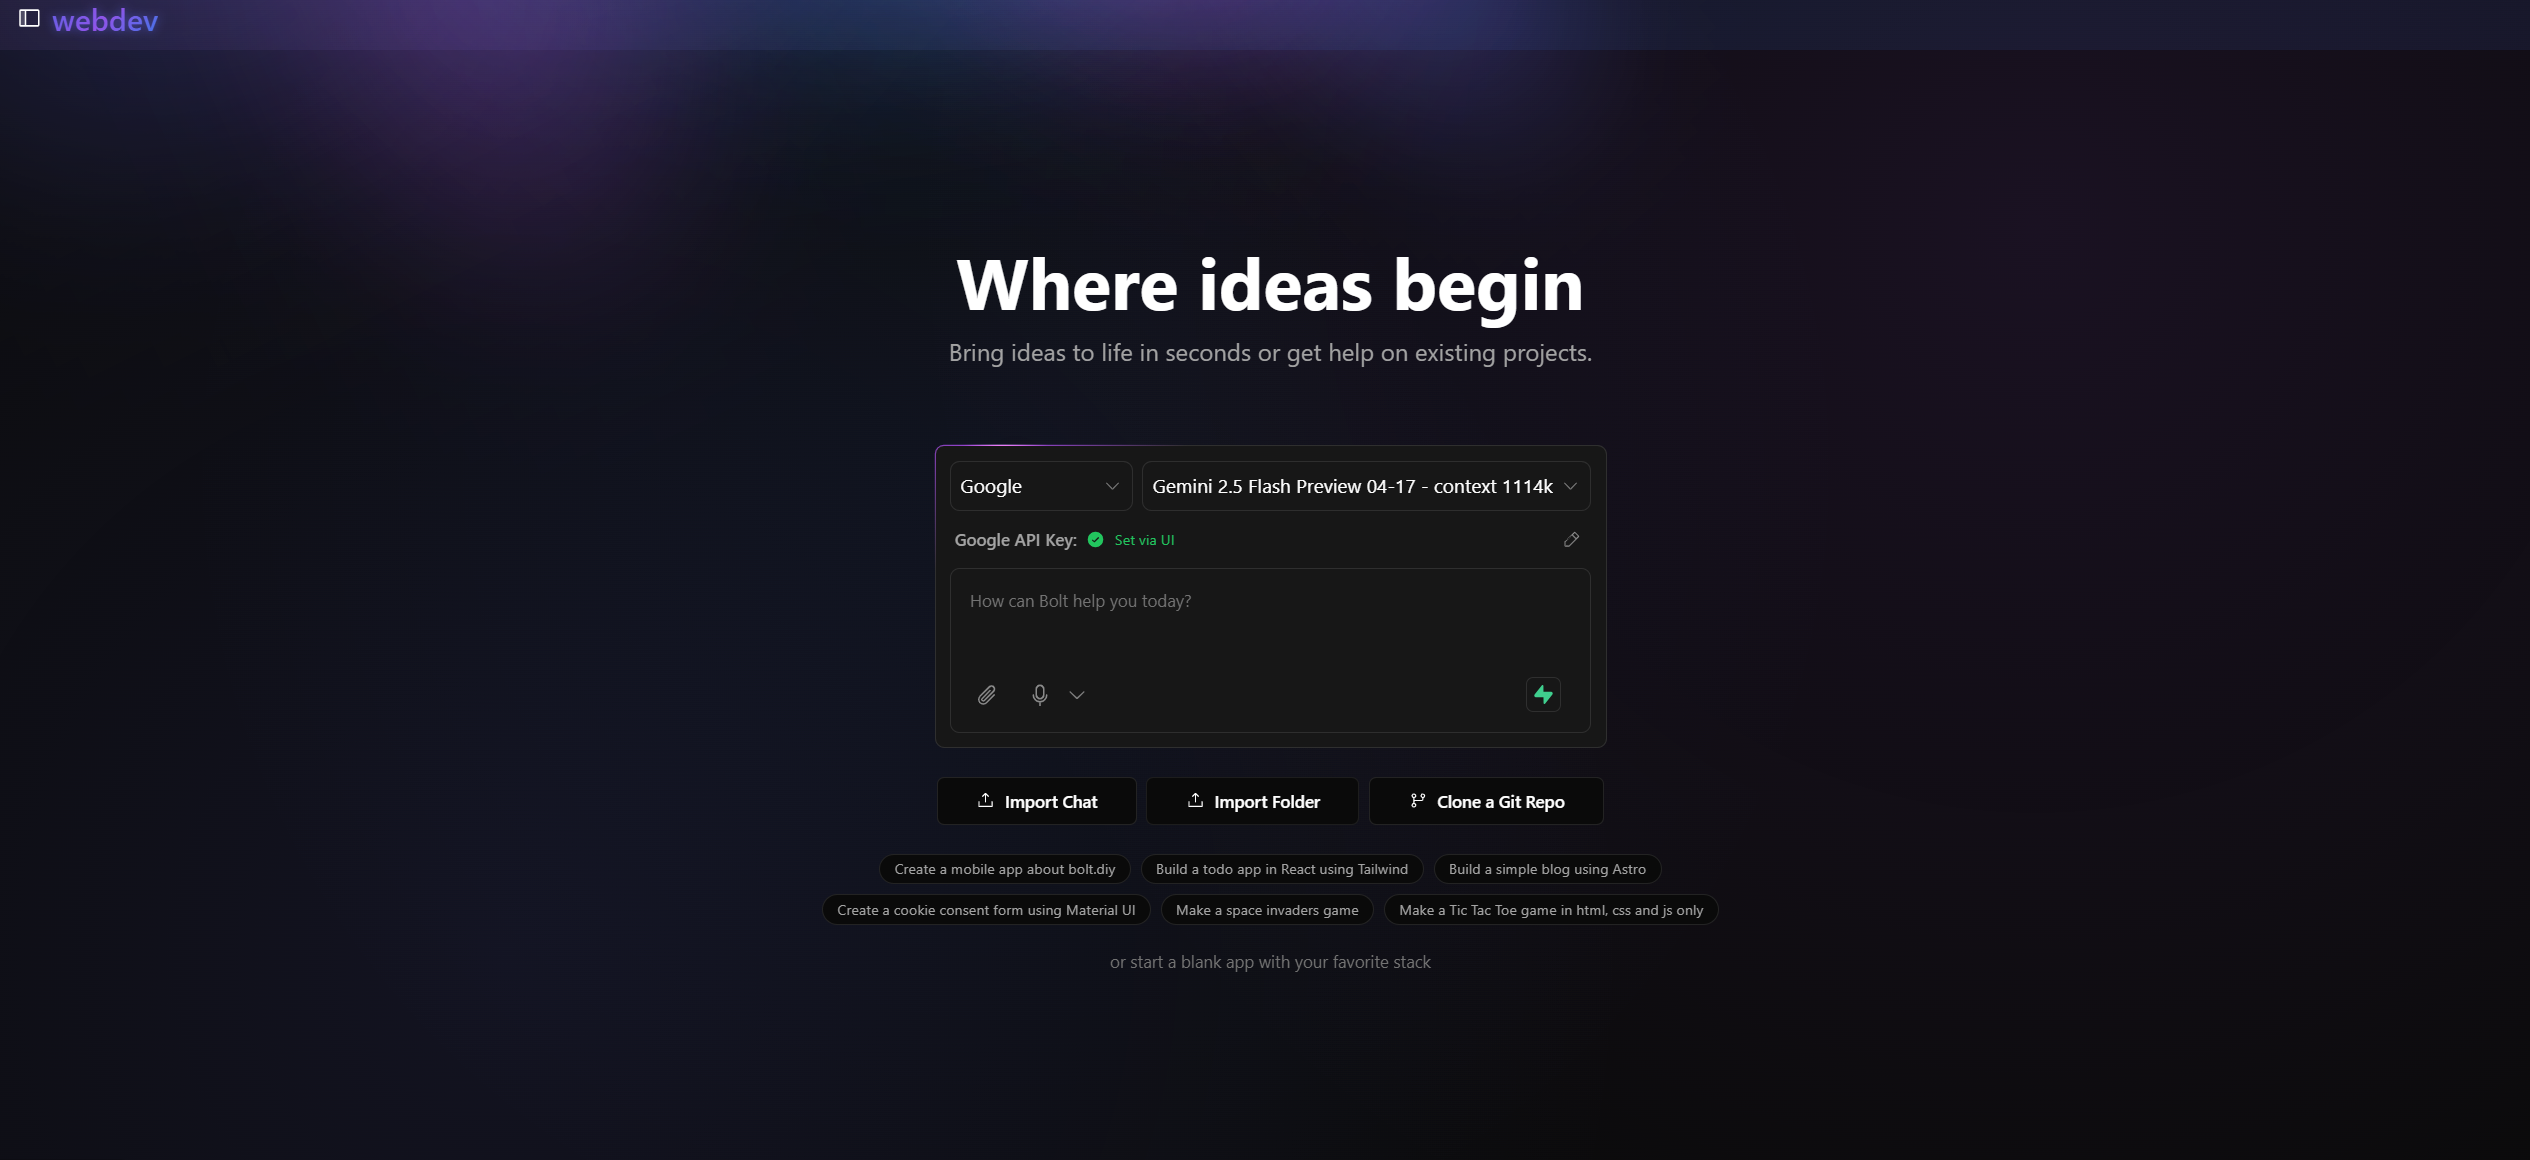 webdev
Where ideas begin
Bring ideas to life in seconds or get help on existing projects.
Google
Gemini 2.5 Flash Preview 04-17 - context 1114k
Google API Key: Set via UI
How can Bolt help you today?
Import Chat
Import Folder
Clone a Git Repo
Create a mobile app about bolt.diy
Build a todo app in React using Tailwind
Build a simple blog using Astro
Create a cookie consent form using Material UI
Make a space invaders game
Make a Tic Tac Toe game in html, css and js only
or start a blank app with your favorite stack